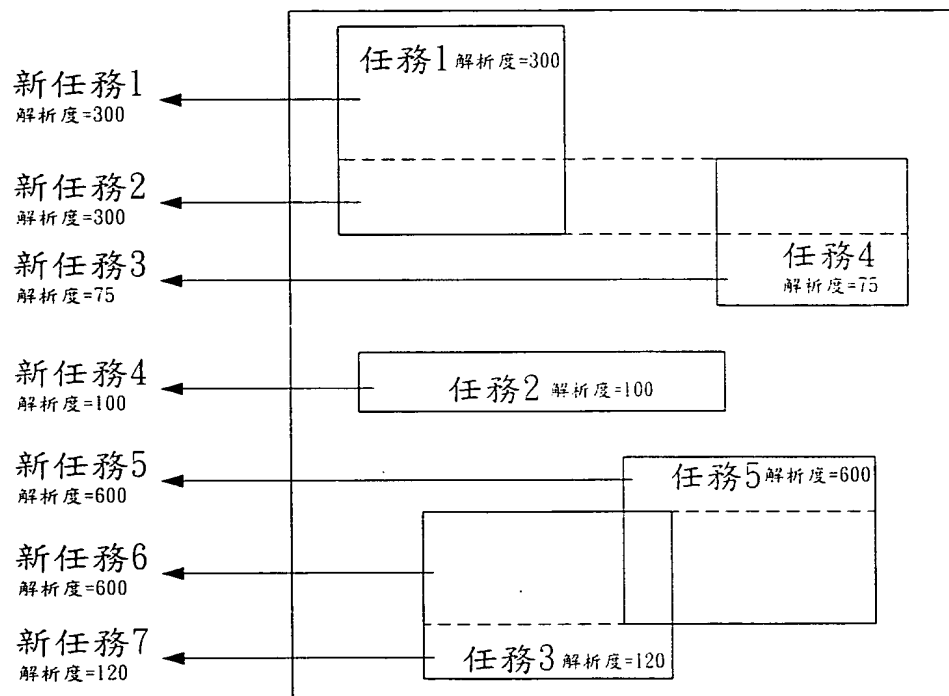 任務1 解析度=300
新任務1
解析度=300
新任務2
解析度=300
任務4
解析度=75
新任務3
解析度=75
新任務4
解析度=100
任務2 解析度=100
新任務5
解析度=600
任務5 解析度=600
新任務6
解析度=600
新任務7
解析度=120
任務3 解析度=120